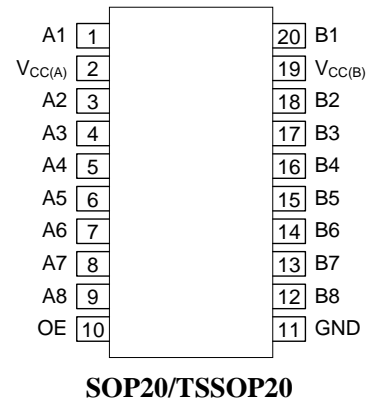 A1 1 20 B1
VCC(A) 2 19 VCC(B)
A2 3 18 B2
A3 4 17 B3
A4 5 16 B4
A5 6 15 B5
A6 7 14 B6
A7 8 13 B7
A8 9 12 B8
OE 10 11 GND
SOP20/TSSOP20